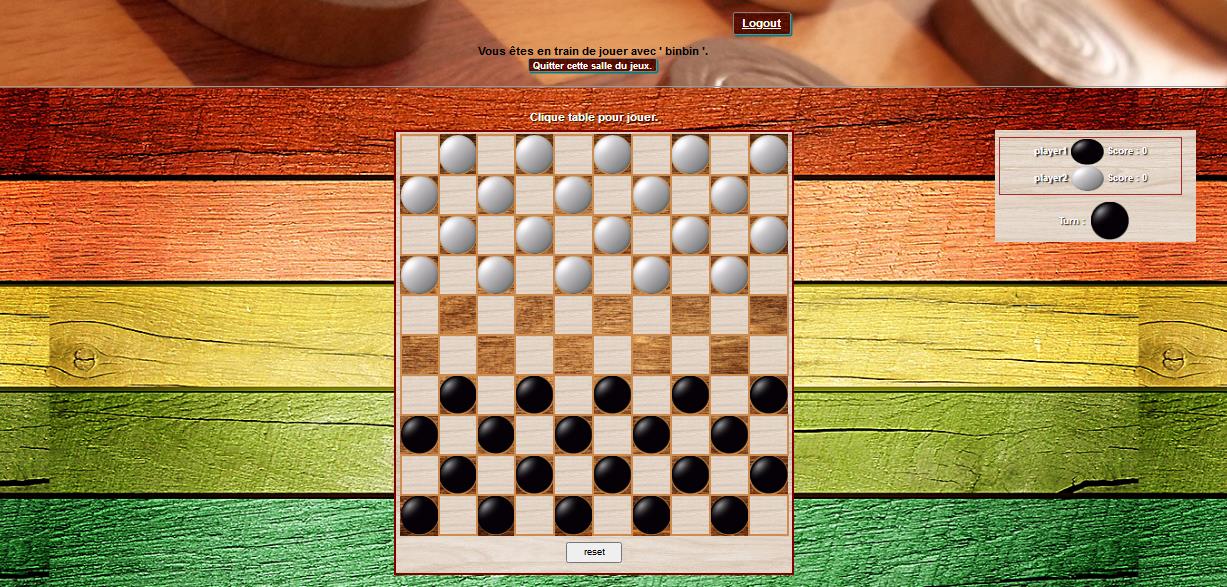 Logout
Vous êtes en train de jouer avec ' binbin '.
Quitter cette salle du jeux.
Clique table pour jouer.
player1 Score : 0
player2 Score : 0
Turn :
reset